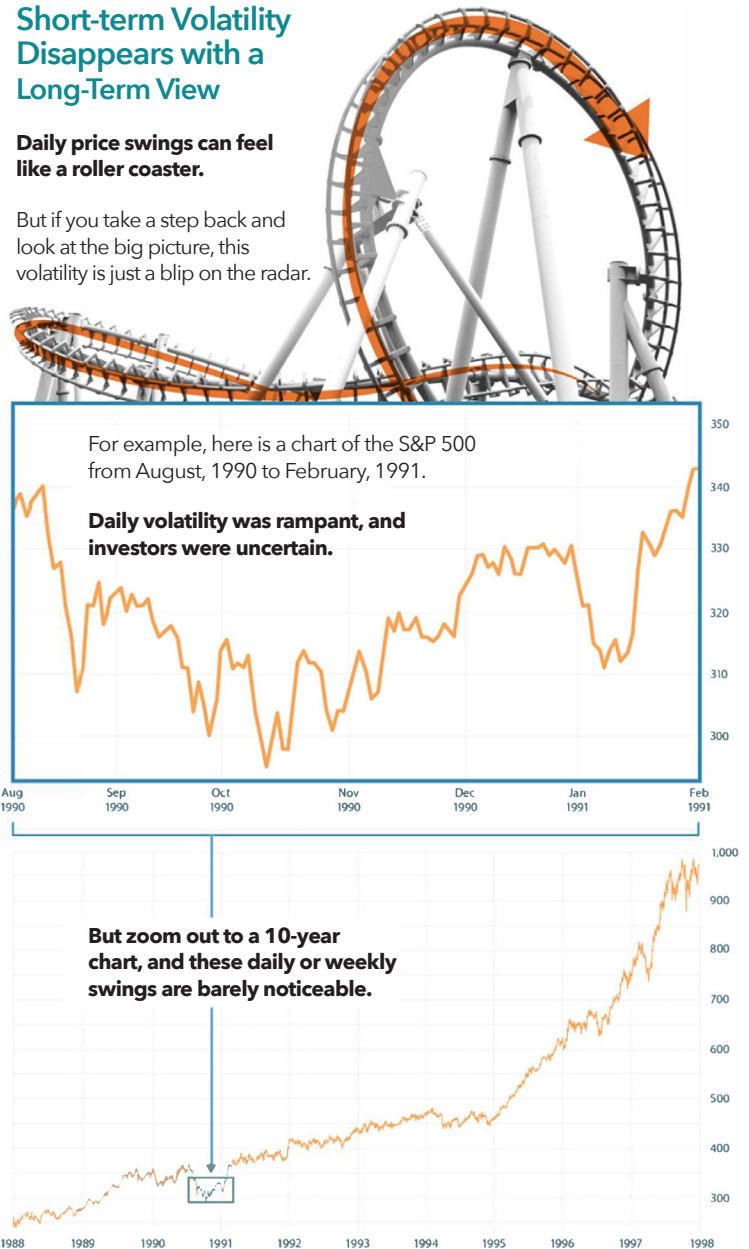 Short-term Volatility
Disappears with a
Long-Term View
Daily price swings can feel
like a roller coaster.
But if you take a step back and
look at the big picture, this
volatility is just a blip on the radar.
For example, here is a chart of the S&P 500
from August, 1990 to February, 1991.
Daily volatility was rampant, and
investors were uncertain.
350
340
330
320
310
300
Aug Sep Oct Nov Dec Jan Feb
1990 1990 1990 1990 1990 1991 1991
But zoom out to a 10-year
chart, and these daily or weekly
swings are barely noticeable.
1,000
900
800
700
600
500
400
300
1988 1989 1990 1991 1992 1993 1994 1995 1996 1997 1998